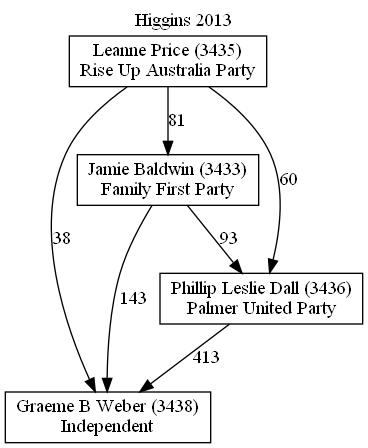 Higgins 2013
Leanne Price (3435)
Rise Up Australia Party
81
Jamie Baldwin (3433)
Family First Party
60
38
93
Phillip Leslie Dall (3436)
Palmer United Party
143
413
Graeme B Weber (3438)
Independent